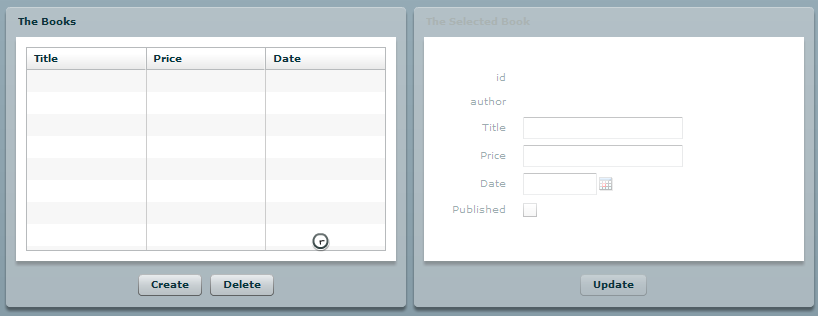 The Books
Title Price Date
Create Delete
The Selected Book
id
author
Title
Price
Date
Published
Update